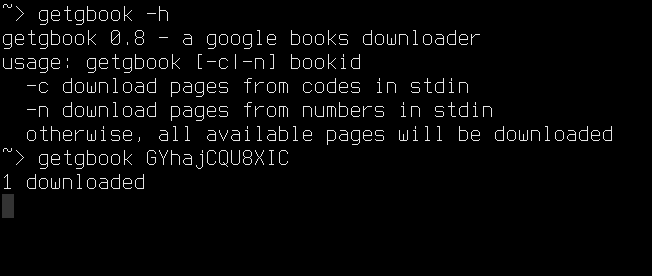 ~> getgbook -h
getgbook 0.8 - a google books downloader
usage: getgbook [-c|-n] bookid
  -c download pages from codes in stdin
  -n download pages from numbers in stdin
  otherwise, all available pages will be downloaded
~> getgbook GYhajCQU8XIC
1 downloaded